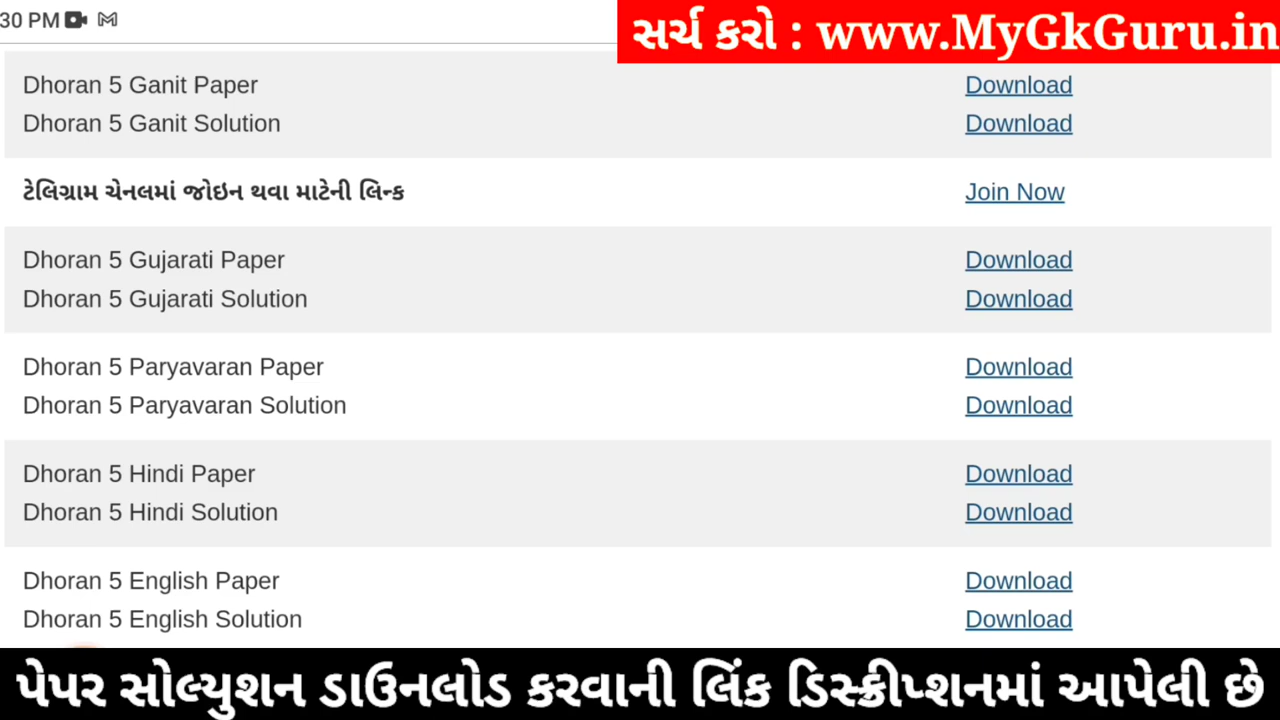 30 PM
સર્ચ કરો : www.MyGkGuru.in
Dhoran 5 Ganit Paper Download
Dhoran 5 Ganit Solution Download
ટેલિગ્રામ ચેનલમાં જોઇન થવા માટેની લિન્ક Join Now
Dhoran 5 Gujarati Paper Download
Dhoran 5 Gujarati Solution Download
Dhoran 5 Paryavaran Paper Download
Dhoran 5 Paryavaran Solution Download
Dhoran 5 Hindi Paper Download
Dhoran 5 Hindi Solution Download
Dhoran 5 English Paper Download
Dhoran 5 English Solution Download
પેપર સોલ્યુશન ડાઉનલોડ કરવાની લિંક ડિસ્ક્રીપ્શનમાં આપેલી છે